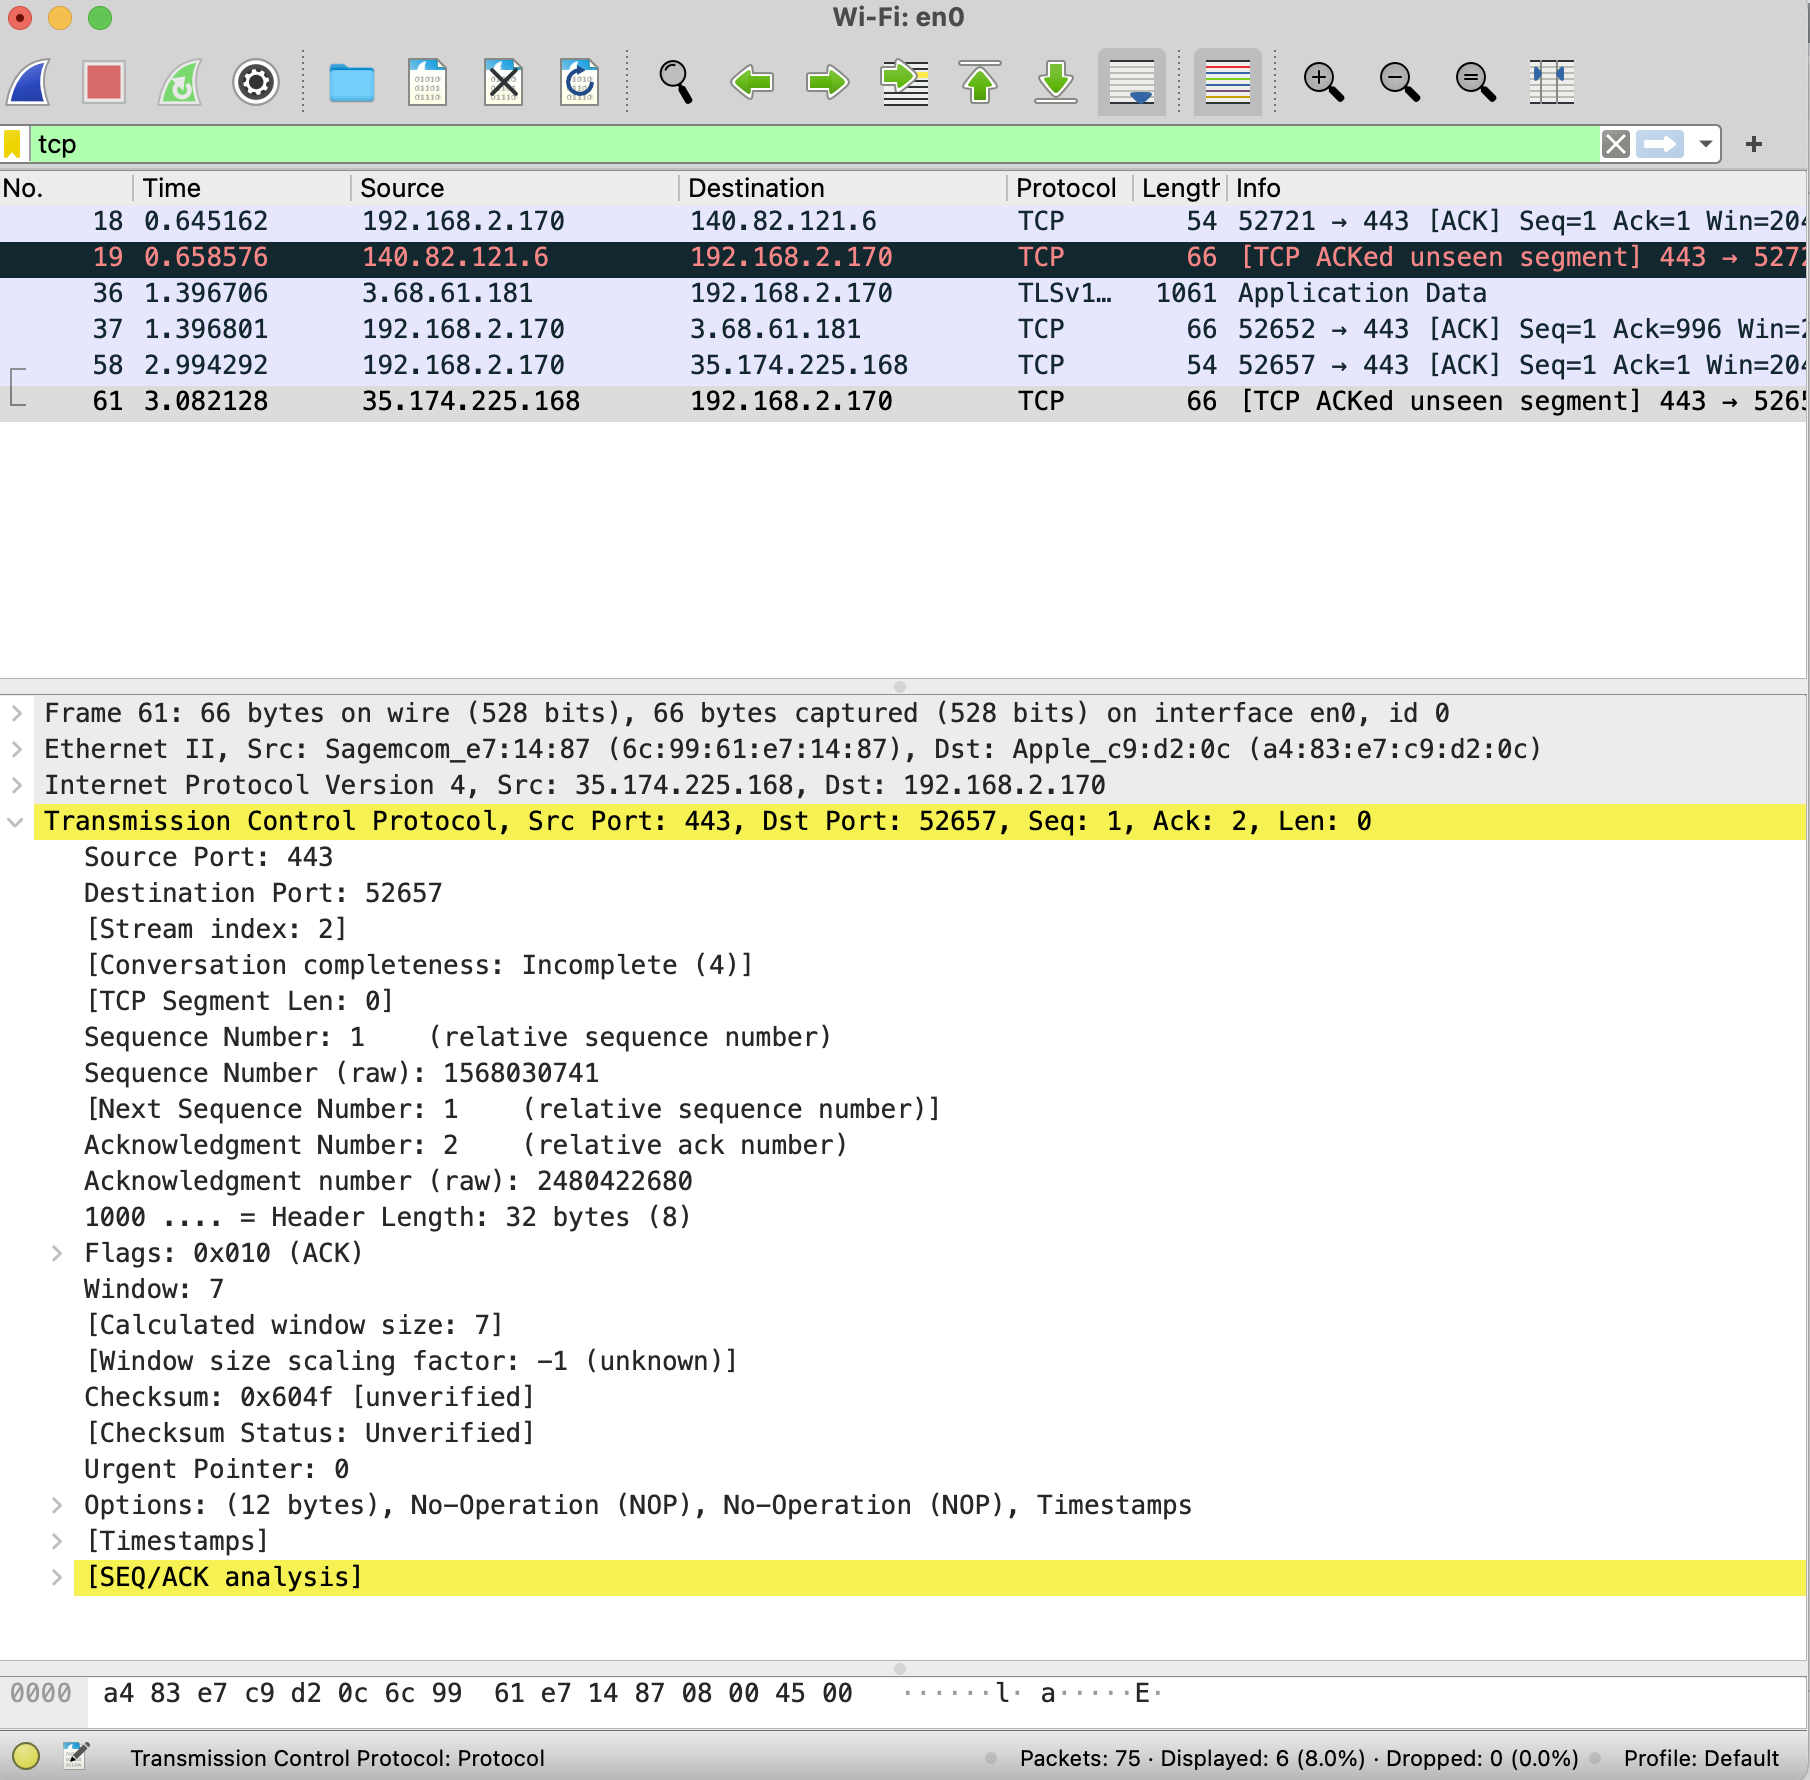 Wi-Fi: en0
tcp
No. Time Source Destination Protocol Length Info
18 0.645162 192.168.2.170 140.82.121.6 TCP 54 52721 → 443 [ACK] Seq=1 Ack=1 Win=204
19 0.658576 140.82.121.6 192.168.2.170 TCP 66 [TCP ACKed unseen segment] 443 → 5272
36 1.396706 3.68.61.181 192.168.2.170 TLSv1… 1061 Application Data
37 1.396801 192.168.2.170 3.68.61.181 TCP 66 52652 → 443 [ACK] Seq=1 Ack=996 Win=2
58 2.994292 192.168.2.170 35.174.225.168 TCP 54 52657 → 443 [ACK] Seq=1 Ack=1 Win=204
61 3.082128 35.174.225.168 192.168.2.170 TCP 66 [TCP ACKed unseen segment] 443 → 5265
Frame 61: 66 bytes on wire (528 bits), 66 bytes captured (528 bits) on interface en0, id 0
Ethernet II, Src: Sagemcom_e7:14:87 (6c:99:61:e7:14:87), Dst: Apple_c9:d2:0c (a4:83:e7:c9:d2:0c)
Internet Protocol Version 4, Src: 35.174.225.168, Dst: 192.168.2.170
Transmission Control Protocol, Src Port: 443, Dst Port: 52657, Seq: 1, Ack: 2, Len: 0
Source Port: 443
Destination Port: 52657
[Stream index: 2]
[Conversation completeness: Incomplete (4)]
[TCP Segment Len: 0]
Sequence Number: 1 (relative sequence number)
Sequence Number (raw): 1568030741
[Next Sequence Number: 1 (relative sequence number)]
Acknowledgment Number: 2 (relative ack number)
Acknowledgment number (raw): 2480422680
1000 .... = Header Length: 32 bytes (8)
Flags: 0x010 (ACK)
Window: 7
[Calculated window size: 7]
[Window size scaling factor: -1 (unknown)]
Checksum: 0x604f [unverified]
[Checksum Status: Unverified]
Urgent Pointer: 0
Options: (12 bytes), No-Operation (NOP), No-Operation (NOP), Timestamps
[Timestamps]
[SEQ/ACK analysis]
0000 a4 83 e7 c9 d2 0c 6c 99 61 e7 14 87 08 00 45 00 ······l· a·····E·
Transmission Control Protocol: Protocol Packets: 75 · Displayed: 6 (8.0%) · Dropped: 0 (0.0%) Profile: Default